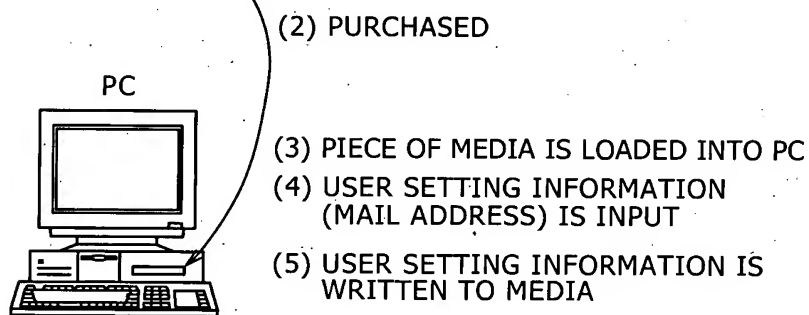 (2) PURCHASED
PC
(3) PIECE OF MEDIA IS LOADED INTO PC
(4) USER SETTING INFORMATION
(MAIL ADDRESS) IS INPUT
(5) USER SETTING INFORMATION IS
WRITTEN TO MEDIA